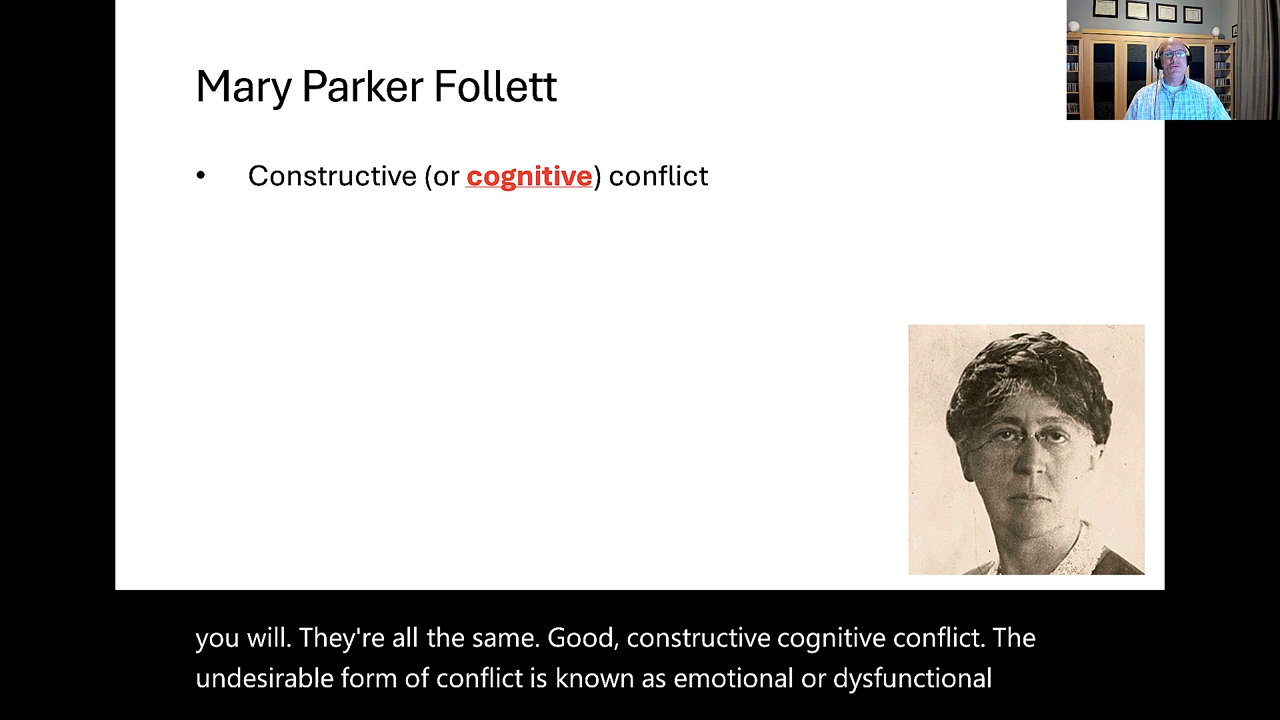 Mary Parker Follett
• Constructive (or cognitive) conflict
you will. They're all the same. Good, constructive cognitive conflict. The
undesirable form of conflict is known as emotional or dysfunctional